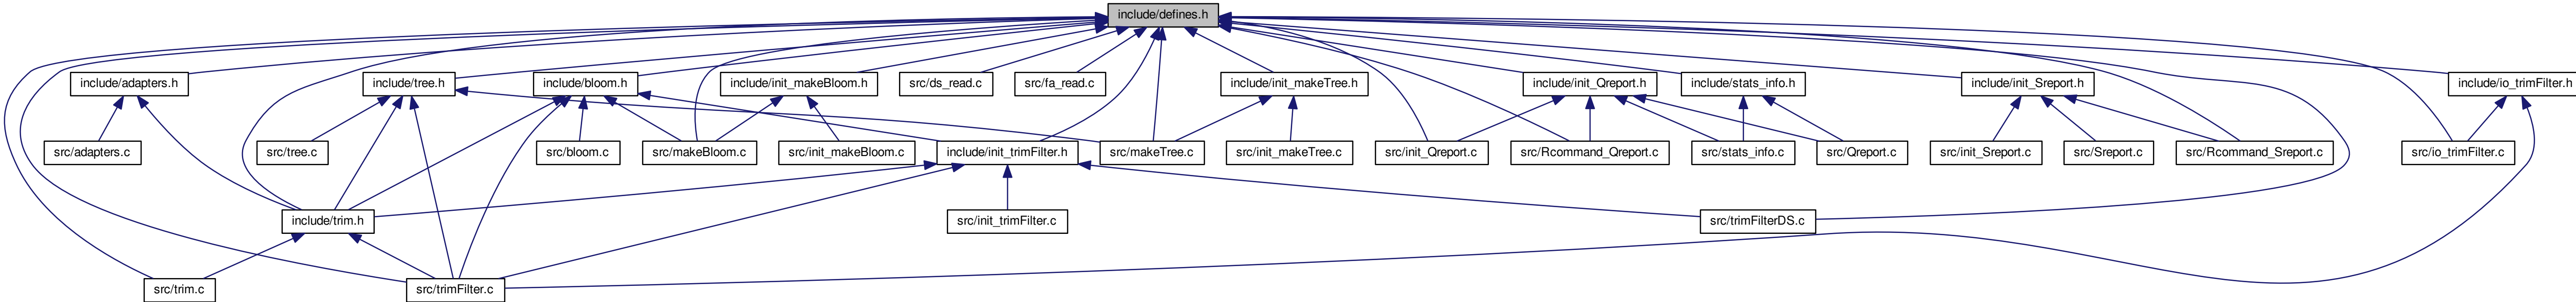 include/defines.h
include/adapters.h
include/tree.h
include/bloom.h
include/init_makeBloom.h
src/ds_read.c
src/fa_read.c
include/init_makeTree.h
include/init_Qreport.h
include/stats_info.h
include/init_Sreport.h
include/io_trimFilter.h
src/adapters.c
src/tree.c
src/bloom.c
src/makeBloom.c
src/init_makeBloom.c
include/init_trimFilter.h
src/makeTree.c
src/init_makeTree.c
src/init_Qreport.c
src/Rcommand_Qreport.c
src/stats_info.c
src/Qreport.c
src/init_Sreport.c
src/Sreport.c
src/Rcommand_Sreport.c
src/io_trimFilter.c
include/trim.h
src/init_trimFilter.c
src/trimFilterDS.c
src/trim.c
src/trimFilter.c